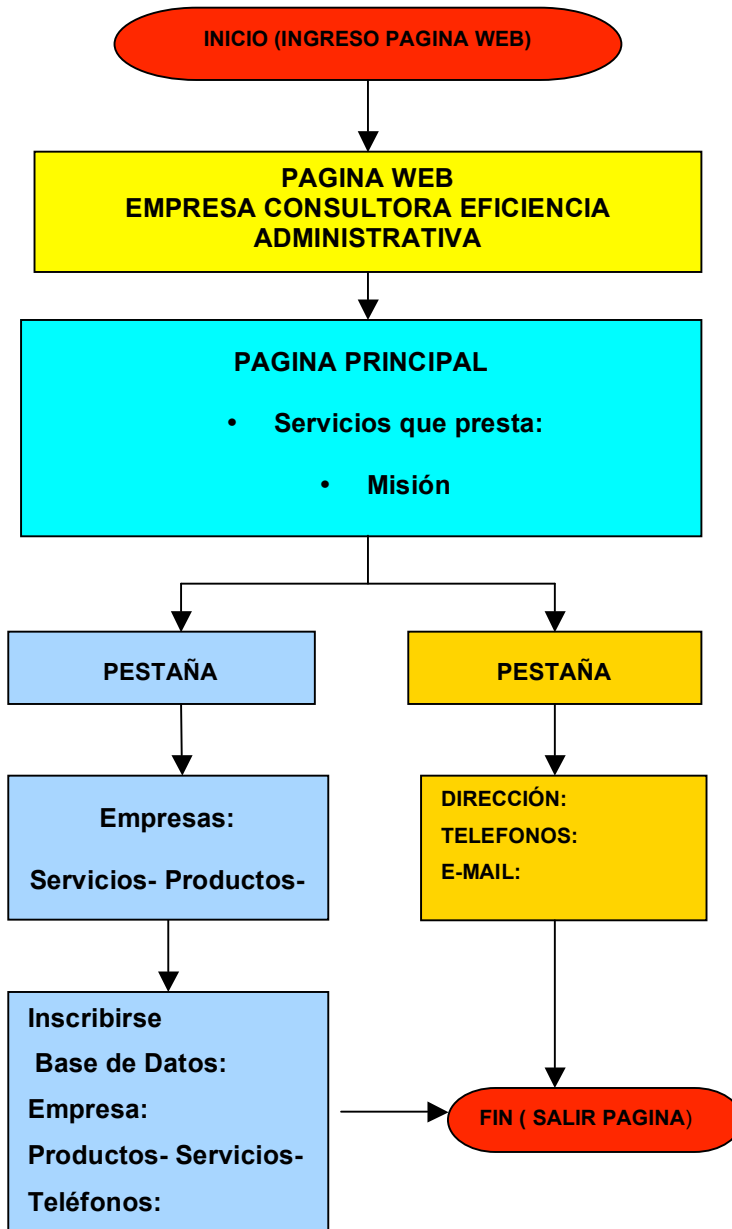 INICIO (INGRESO PAGINA WEB)
PAGINA WEB
EMPRESA CONSULTORA EFICIENCIA
ADMINISTRATIVA
PAGINA PRINCIPAL
• Servicios que presta:
• Misión
PESTAÑA
PESTAÑA
Empresas:
Servicios- Productos-
DIRECCIÓN:
TELEFONOS:
E-MAIL:
Inscribirse
Base de Datos:
Empresa:
Productos- Servicios-
Teléfonos:
FIN ( SALIR PAGINA)